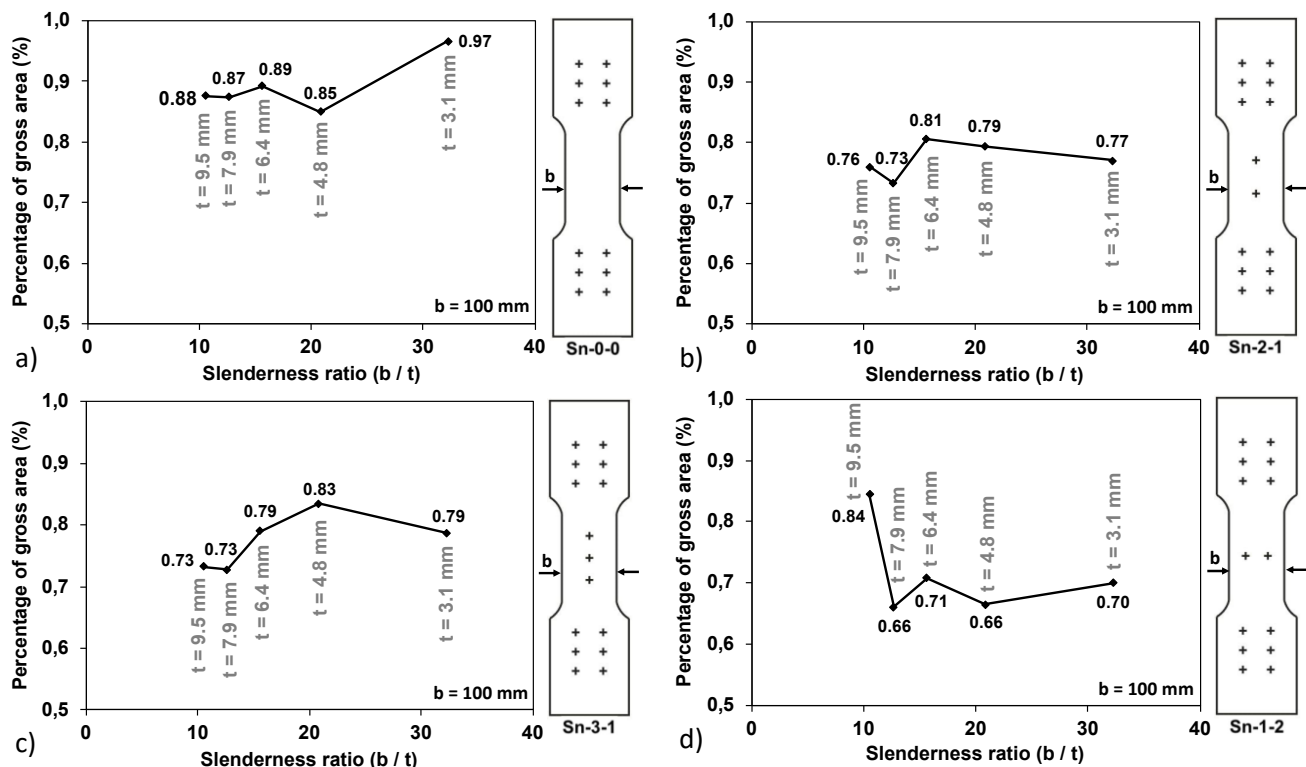 Percentage of gross area (%)
1,0
0,9
0,8
0,7
0,6
0,5
0.88
0.87
0.89
0.85
0.97
t = 9.5 mm
t = 7.9 mm
t = 6.4 mm
t = 4.8 mm
t = 3.1 mm
b = 100 mm
0
10
20
30
40
Slenderness ratio (b / t)
b
Sn-0-0
a)
Percentage of gross area (%)
1,0
0,9
0,8
0,7
0,6
0,5
0.76
0.73
0.81
0.79
0.77
t = 9.5 mm
t = 7.9 mm
t = 6.4 mm
t = 4.8 mm
t = 3.1 mm
b = 100 mm
0
10
20
30
40
Slenderness ratio (b / t)
b
Sn-2-1
b)
Percentage of gross area (%)
1,0
0,9
0,8
0,7
0,6
0,5
0.73
0.73
0.79
0.83
0.79
t = 9.5 mm
t = 7.9 mm
t = 6.4 mm
t = 4.8 mm
t = 3.1 mm
b = 100 mm
0
10
20
30
40
Slenderness ratio (b / t)
b
Sn-3-1
c)
Percentage of gross area (%)
1,0
0,9
0,8
0,7
0,6
0,5
0.84
0.66
0.71
0.66
0.70
t = 9.5 mm
t = 7.9 mm
t = 6.4 mm
t = 4.8 mm
t = 3.1 mm
b = 100 mm
0
10
20
30
40
Slenderness ratio (b / t)
b
Sn-1-2
d)